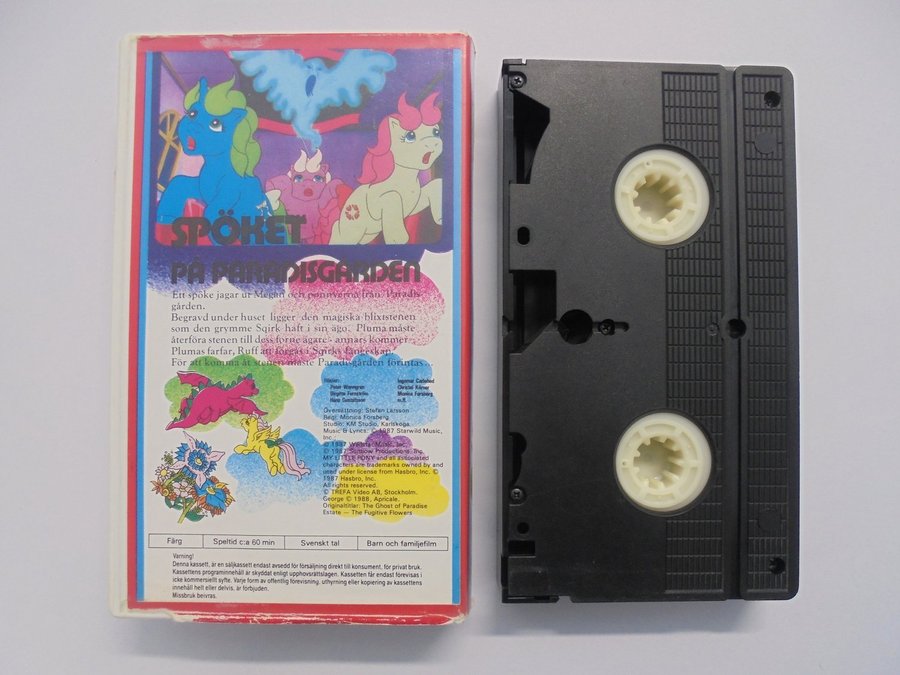 SPÖKET
PÅ PARADISGÅRDEN
Ett spöke jagar ut Megan och ponnyerna från Paradis-
gården.
Begravd under huset ligger den magiska blixtstenen
som den grymme Sqirk haft i sin ägo. Pluma måste
återföra stenen till dess forne ägare - annars kommer
Plumas farfar, Ruff att förgås i Sqirks fångenskap.
För att komma åt stenen måste Paradisgården förintas...
Röster:
Peter Wanngren
Birgitta Fernström
Hans Gustafsson
Ingemar Carlehed
Christel Körner
Monica Forsberg
m.fl.
Översättning: Stefan Larsson
Regi: Monica Forsberg
Studio: KM Studio, Karlskoga
Music & Lyrics: © 1987 Starwild Music,
Inc.
© 1987 Wildstar Music, Inc.
© 1987 Sunbow Productions, Inc.
MY LITTLE PONY and all associated
characters are trademarks owned by and
used under license from Hasbro, Inc. ©
1987 Hasbro, Inc.
All rights reserved.
© TREFA Video AB, Stockholm.
George © 1988, Apricale.
Originaltitlar: The Ghost of Paradise
Estate — The Fugitive Flowers
Färg
Speltid c:a 60 min
Svenskt tal
Barn och familjefilm
Varning!
Denna kassett, är en säljkassett endast avsedd för försäljning direkt till konsument, för privat bruk.
Kassettens programinnehåll är skyddat enligt upphovsrättslagen. Kassetten får endast förevisas i
icke kommersiellt syfte. Varje form av offentlig förevisning, uthyrning eller kopiering av kassettens
innehåll helt eller delvis, är förbjuden.
Missbruk beivras.